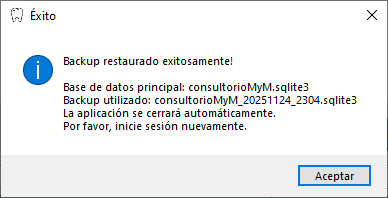 Éxito
Backup restaurado exitosamente!
Base de datos principal: consultorioMyM.sqlite3
Backup utilizado: consultorioMyM_20251124_2304.sqlite3
La aplicación se cerrará automáticamente.
Por favor, inicie sesión nuevamente.
Aceptar